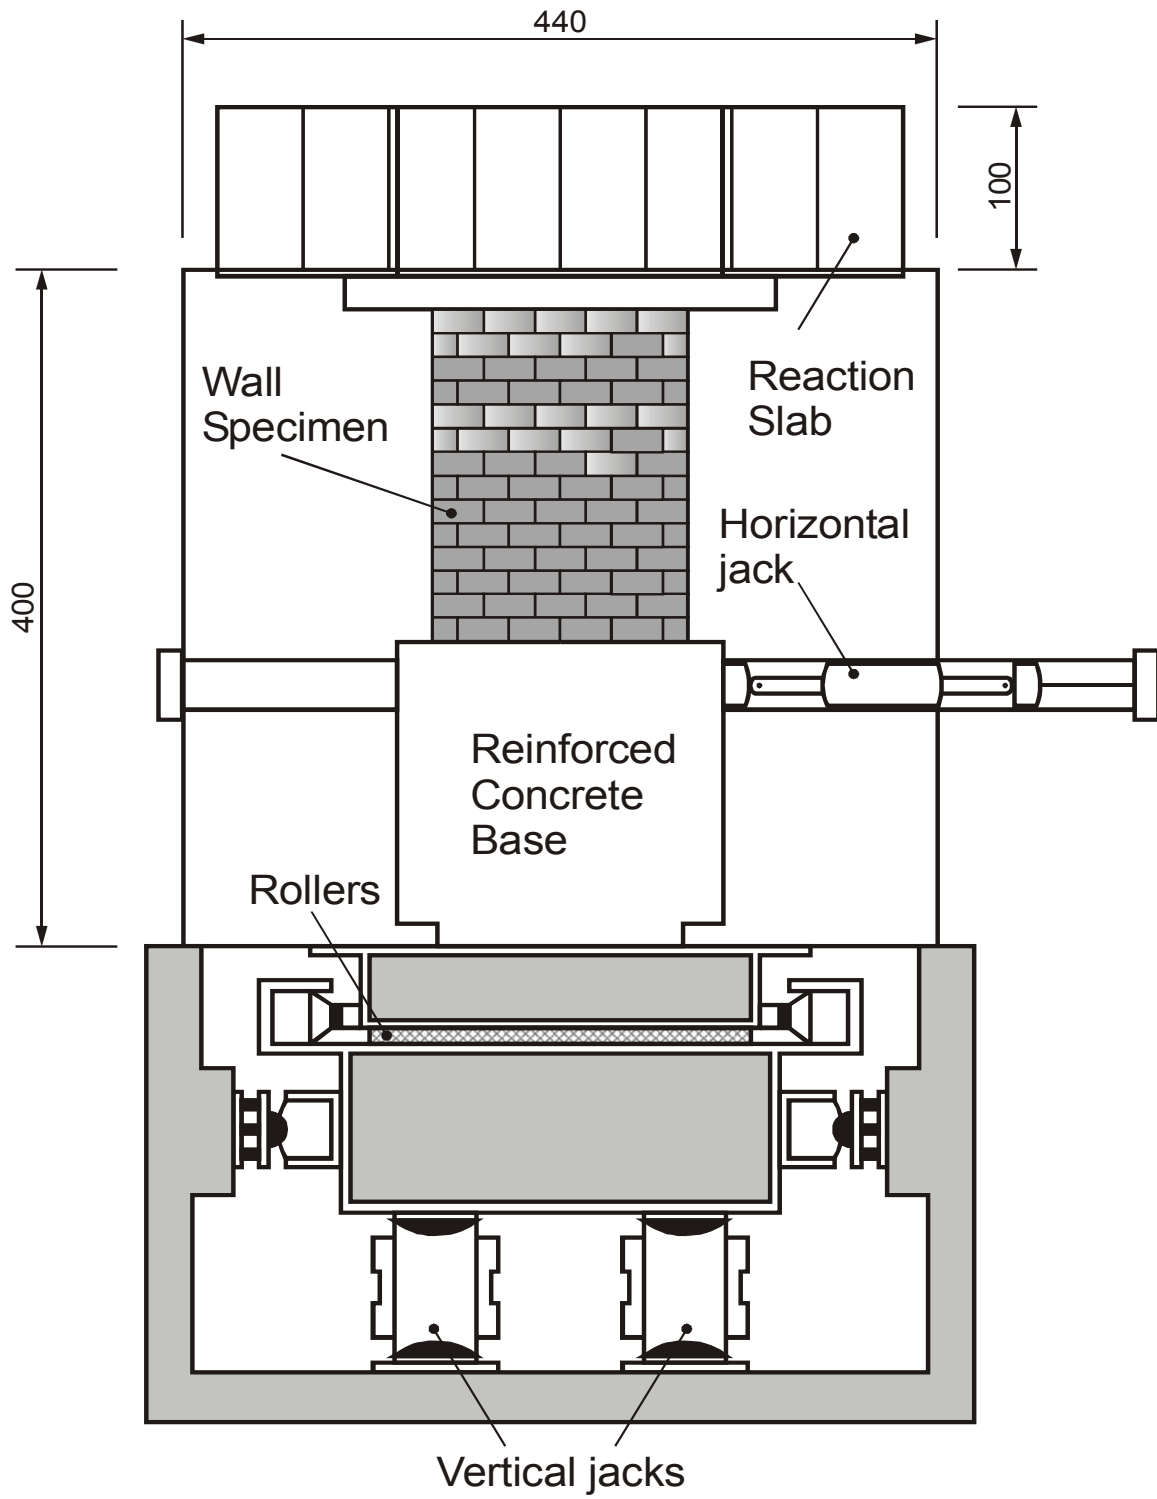 440
100
Wall
Specimen
Reaction
Slab
Horizontal
jack
400
Reinforced
Concrete
Base
Rollers
Vertical jacks